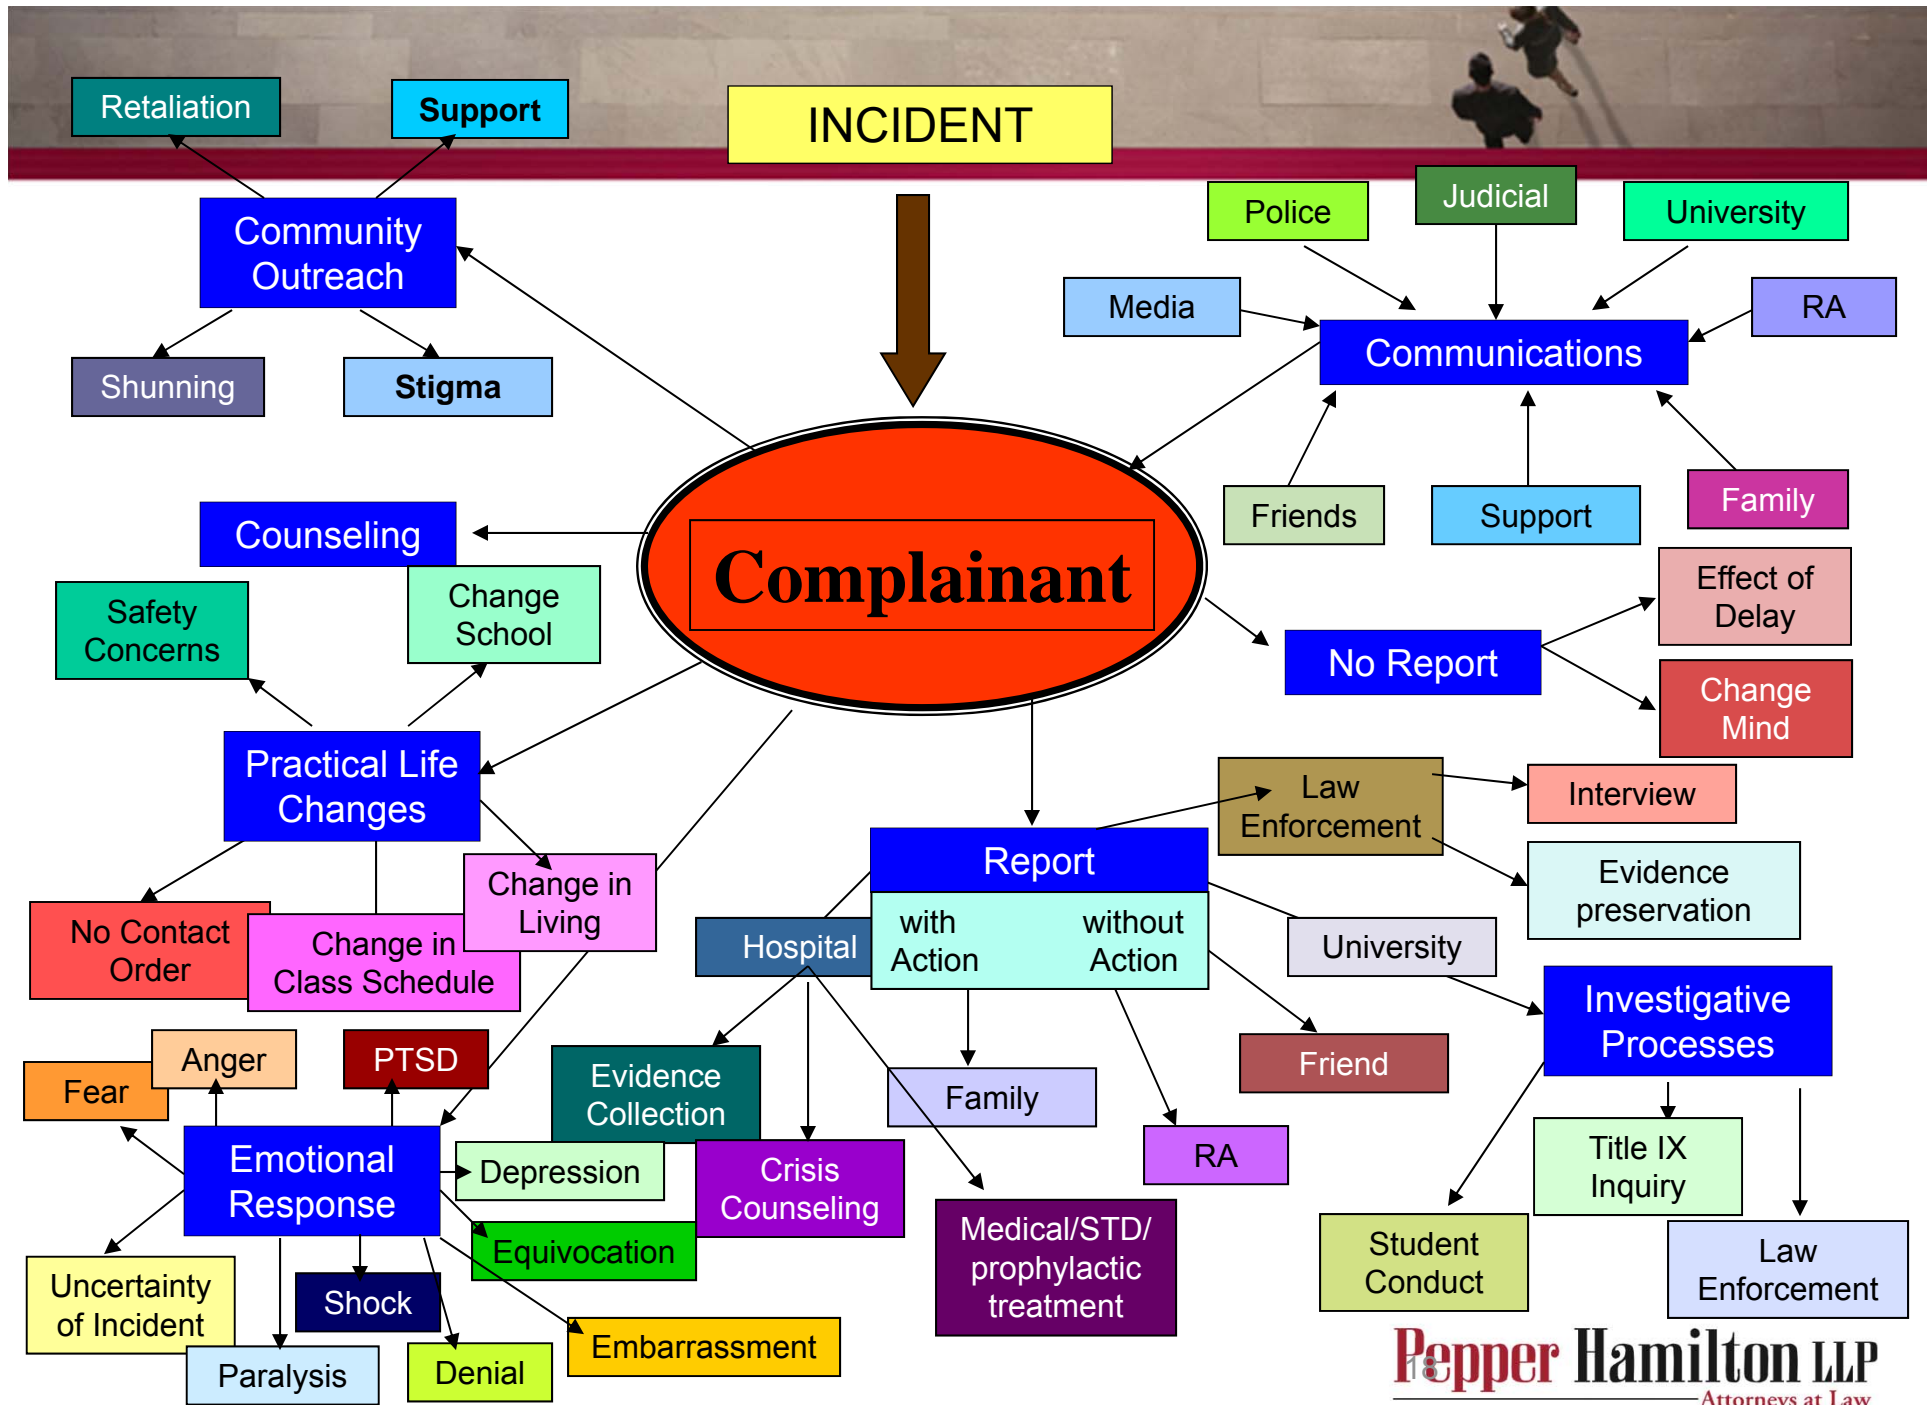 INCIDENT
Retaliation
Support
Community
Outreach
Shunning
Stigma
Police
Judicial
University
Media
RA
Communications
Friends
Support
Family
Complainant
Counseling
Change
School
Safety
Concerns
Practical Life
Changes
No Contact
Order
Change in
Class Schedule
Change in
Living
No Report
Effect of
Delay
Change
Mind
Report
with
Action
without
Action
Law
Enforcement
Interview
Evidence
preservation
Hospital
University
Investigative
Processes
Evidence
Collection
Crisis
Counseling
Medical/STD/
prophylactic
treatment
Family
RA
Friend
Title IX
Inquiry
Student
Conduct
Law
Enforcement
Fear
Anger
PTSD
Emotional
Response
Depression
Equivocation
Uncertainty
of Incident
Shock
Paralysis
Denial
Embarrassment
Pepper Hamilton LLP
18
Attorneys at Law